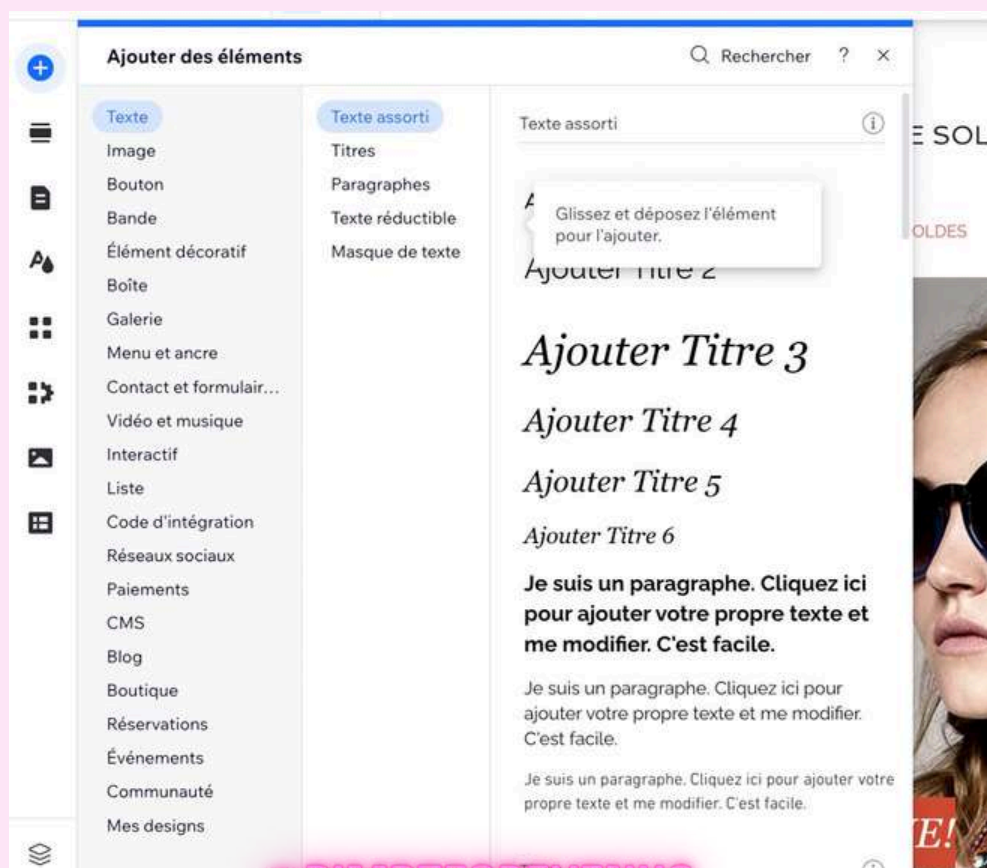 Ajouter des éléments
Rechercher ?
Texte
Image
Bouton
Bande
Élément décoratif
Boîte
Galerie
Menu et ancre
Contact et formulair...
Vidéo et musique
Interactif
Liste
Code d'intégration
Réseaux sociaux
Paiements
CMS
Blog
Boutique
Réservations
Événements
Communauté
Mes designs
Texte assorti
Titres
Paragraphes
Texte réductible
Masque de texte
Texte assorti
Glissez et déposez l'élément
pour l'ajouter.
Ajouter Titre 2
Ajouter Titre 3
Ajouter Titre 4
Ajouter Titre 5
Ajouter Titre 6
Je suis un paragraphe. Cliquez ici
pour ajouter votre propre texte et
me modifier. C'est facile.
Je suis un paragraphe. Cliquez ici pour
ajouter votre propre texte et me modifier.
C'est facile.
Je suis un paragraphe. Cliquez ici pour ajouter votre
propre texte et me modifier. C'est facile.
E SOL
OLDES
E!